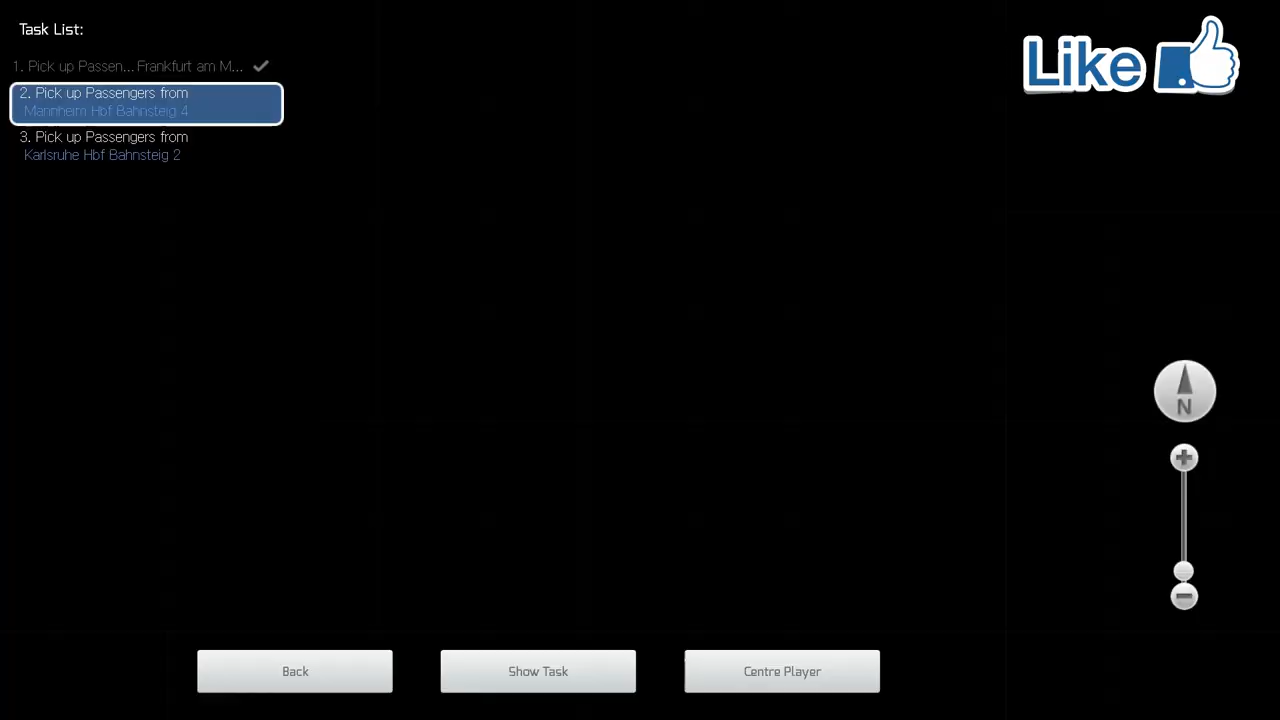 Task List:
Like
1. Pick up Passen... Frankfurt am M...
2. Pick up Passengers from
Mannheim Hbf Bahnsteig 4
3. Pick up Passengers from
Karlsruhe Hbf Bahnsteig 2
N
Back
Show Task
Centre Player